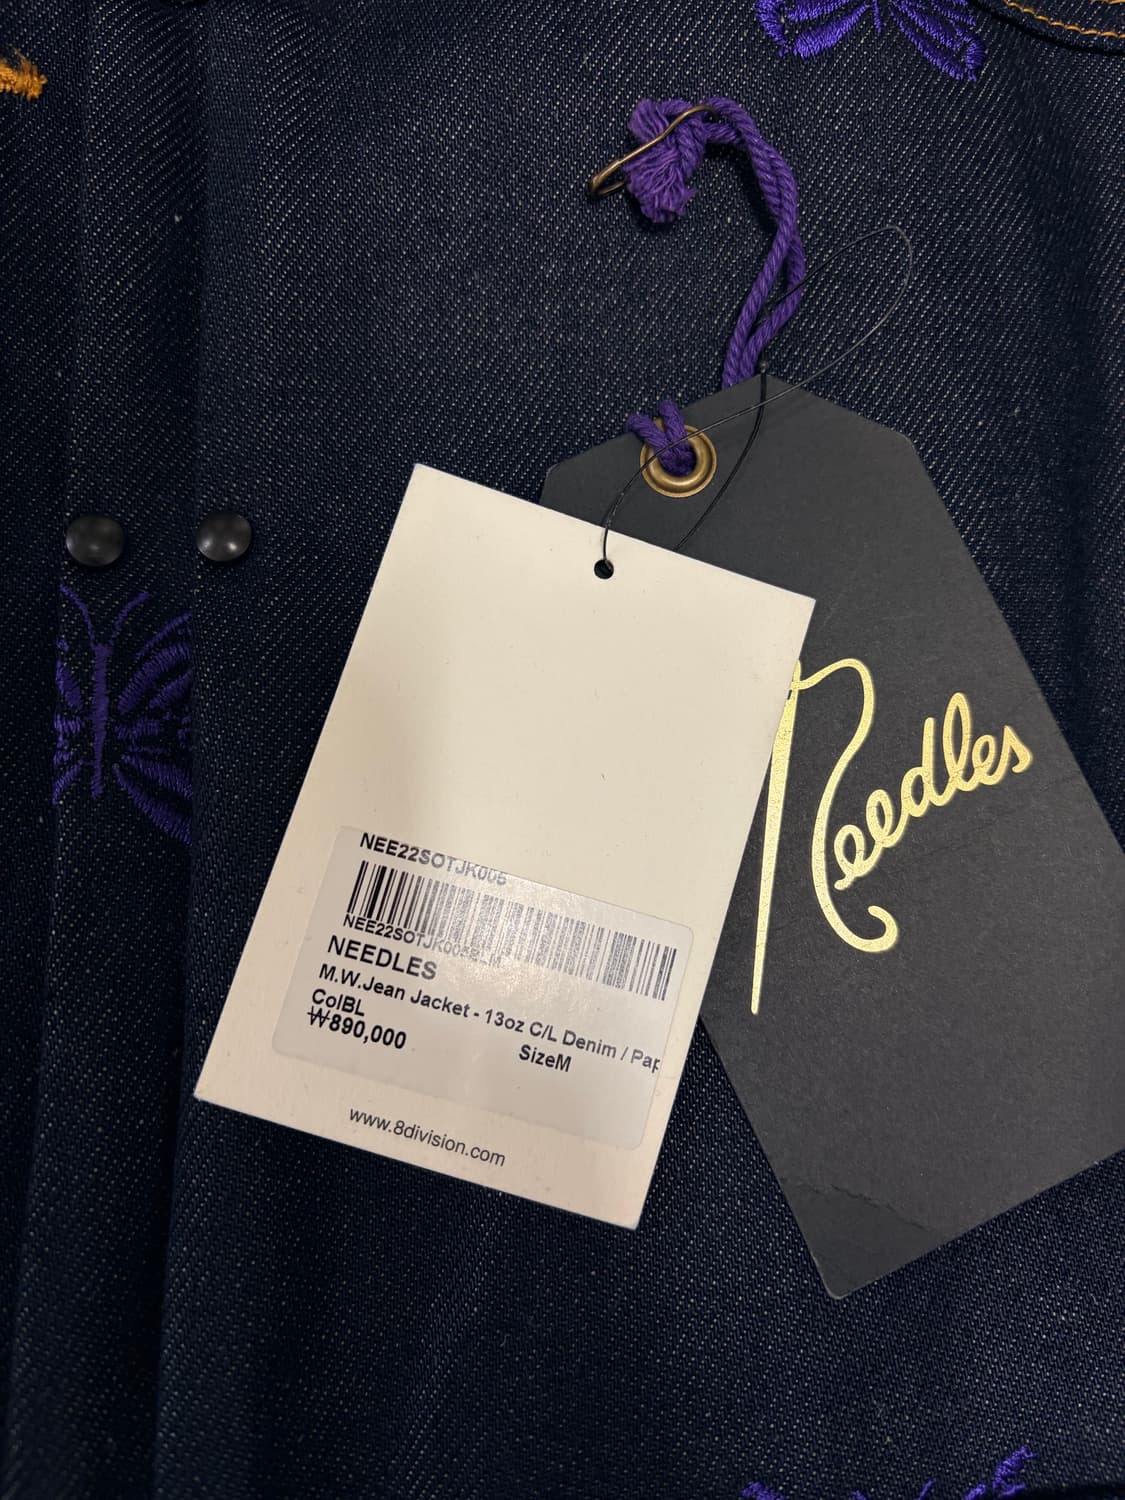 NEE22SOTJK005
NEEDLES
M.W.Jean Jacket - 13oz C/L Denim / Pap
ColBL
₩890,000
SizeM
www.8division.com
Needles